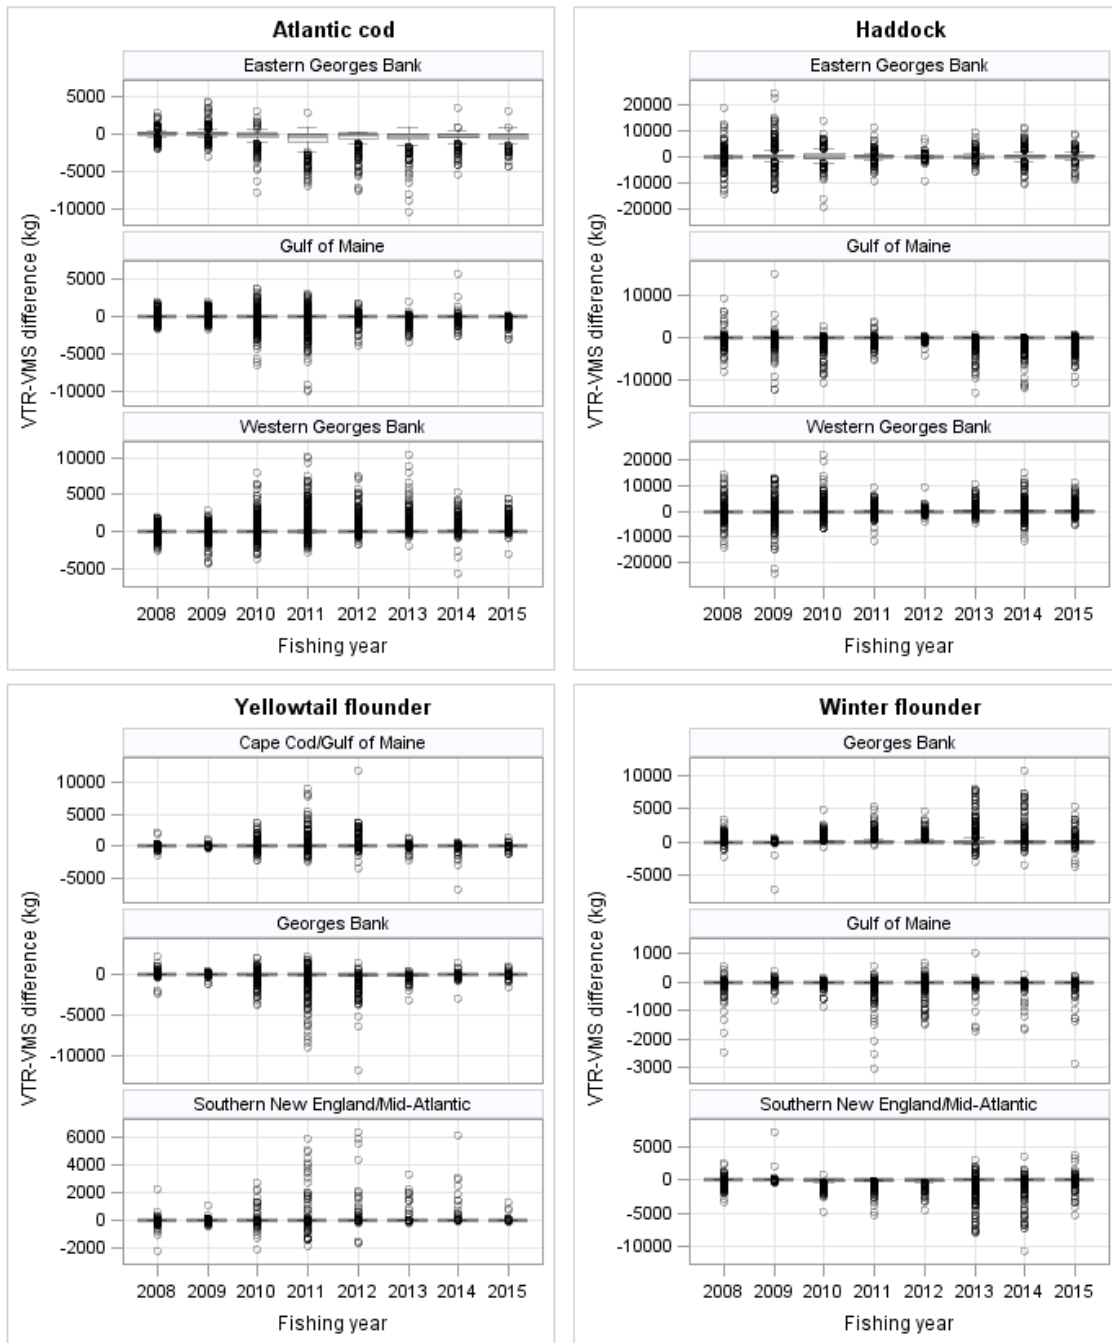 Atlantic cod
Eastern Georges Bank
5000
0
-5000
-10000
Gulf of Maine
5000
0
-5000
-10000
Western Georges Bank
10000
5000
0
-5000
VTR-VMS difference (kg)
2008 2009 2010 2011 2012 2013 2014 2015
Fishing year
Haddock
Eastern Georges Bank
20000
10000
0
-10000
-20000
Gulf of Maine
10000
0
-10000
Western Georges Bank
20000
10000
0
-10000
-20000
VTR-VMS difference (kg)
2008 2009 2010 2011 2012 2013 2014 2015
Fishing year
Yellowtail flounder
Cape Cod/Gulf of Maine
10000
5000
0
-5000
Georges Bank
0
-5000
-10000
Southern New England/Mid-Atlantic
6000
4000
2000
0
-2000
VTR-VMS difference (kg)
2008 2009 2010 2011 2012 2013 2014 2015
Fishing year
Winter flounder
Georges Bank
10000
5000
0
-5000
Gulf of Maine
1000
0
-1000
-2000
-3000
Southern New England/Mid-Atlantic
5000
0
-5000
-10000
VTR-VMS difference (kg)
2008 2009 2010 2011 2012 2013 2014 2015
Fishing year